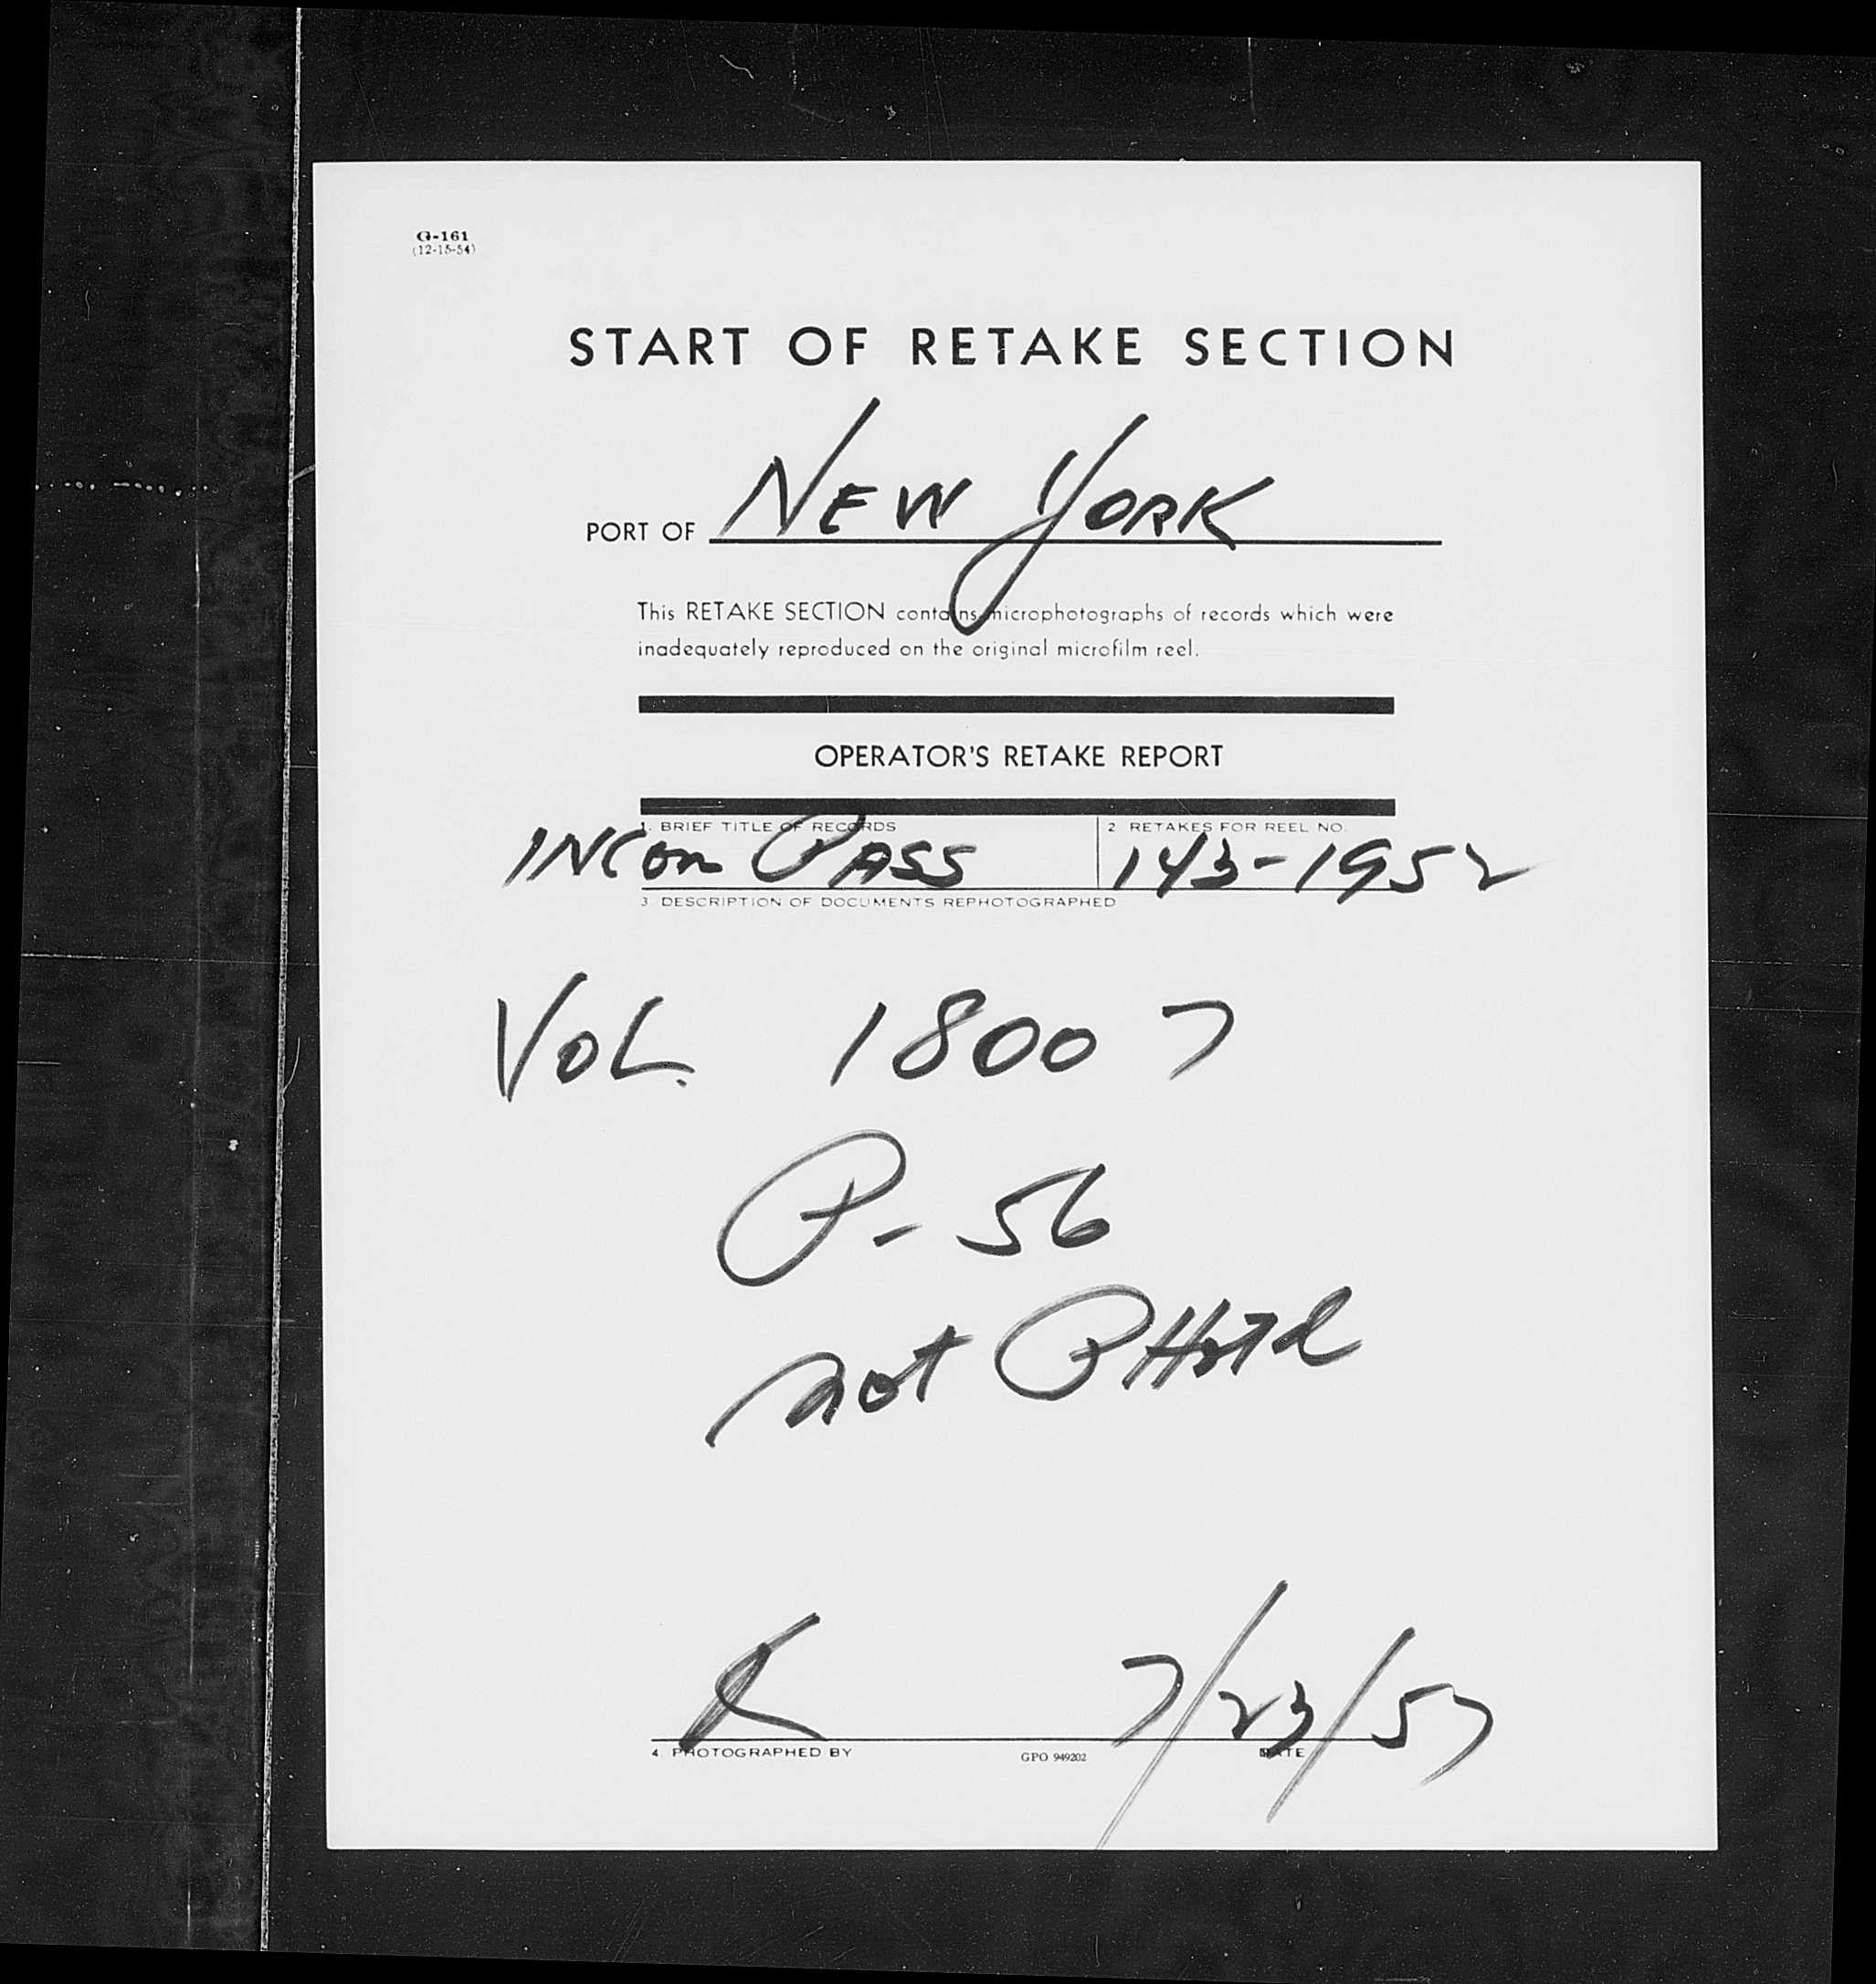 G-161
(12-15-54)
START OF RETAKE SECTION
PORT OF NEW YORK
This RETAKE SECTION contains microphotographs of records which were
inadequately reproduced on the original microfilm reel.
OPERATOR'S RETAKE REPORT
1. BRIEF TITLE OF RECORDS
2 RETAKES FOR REEL NO.
INCOM PASS
143-1952
3 DESCRIPTION OF DOCUMENTS REPHOTOGRAPHED
VOL. 18007
P- 56
not PHOTD
K 7/23/57
4. PHOTOGRAPHED BY
GPO 949202
DATE